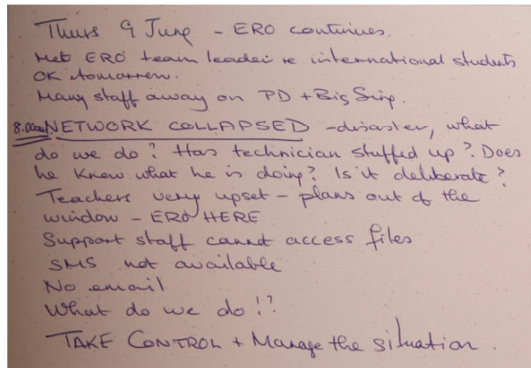 Thurs 9 June - ERO continues.
Met ERO team leader re international students
OK tomorrow.
Many staff away on PD + Big Sing.
8.00am NETWORK COLLAPSED - disaster, what
do we do? Has technician stuffed up? Does
he know what he is doing? Is it deliberate?
Teachers very upset - plans out of the
window - ERO HERE
Support staff cannot access files
SMS not available
No email
What do we do!?
TAKE CONTROL + Manage the situation.